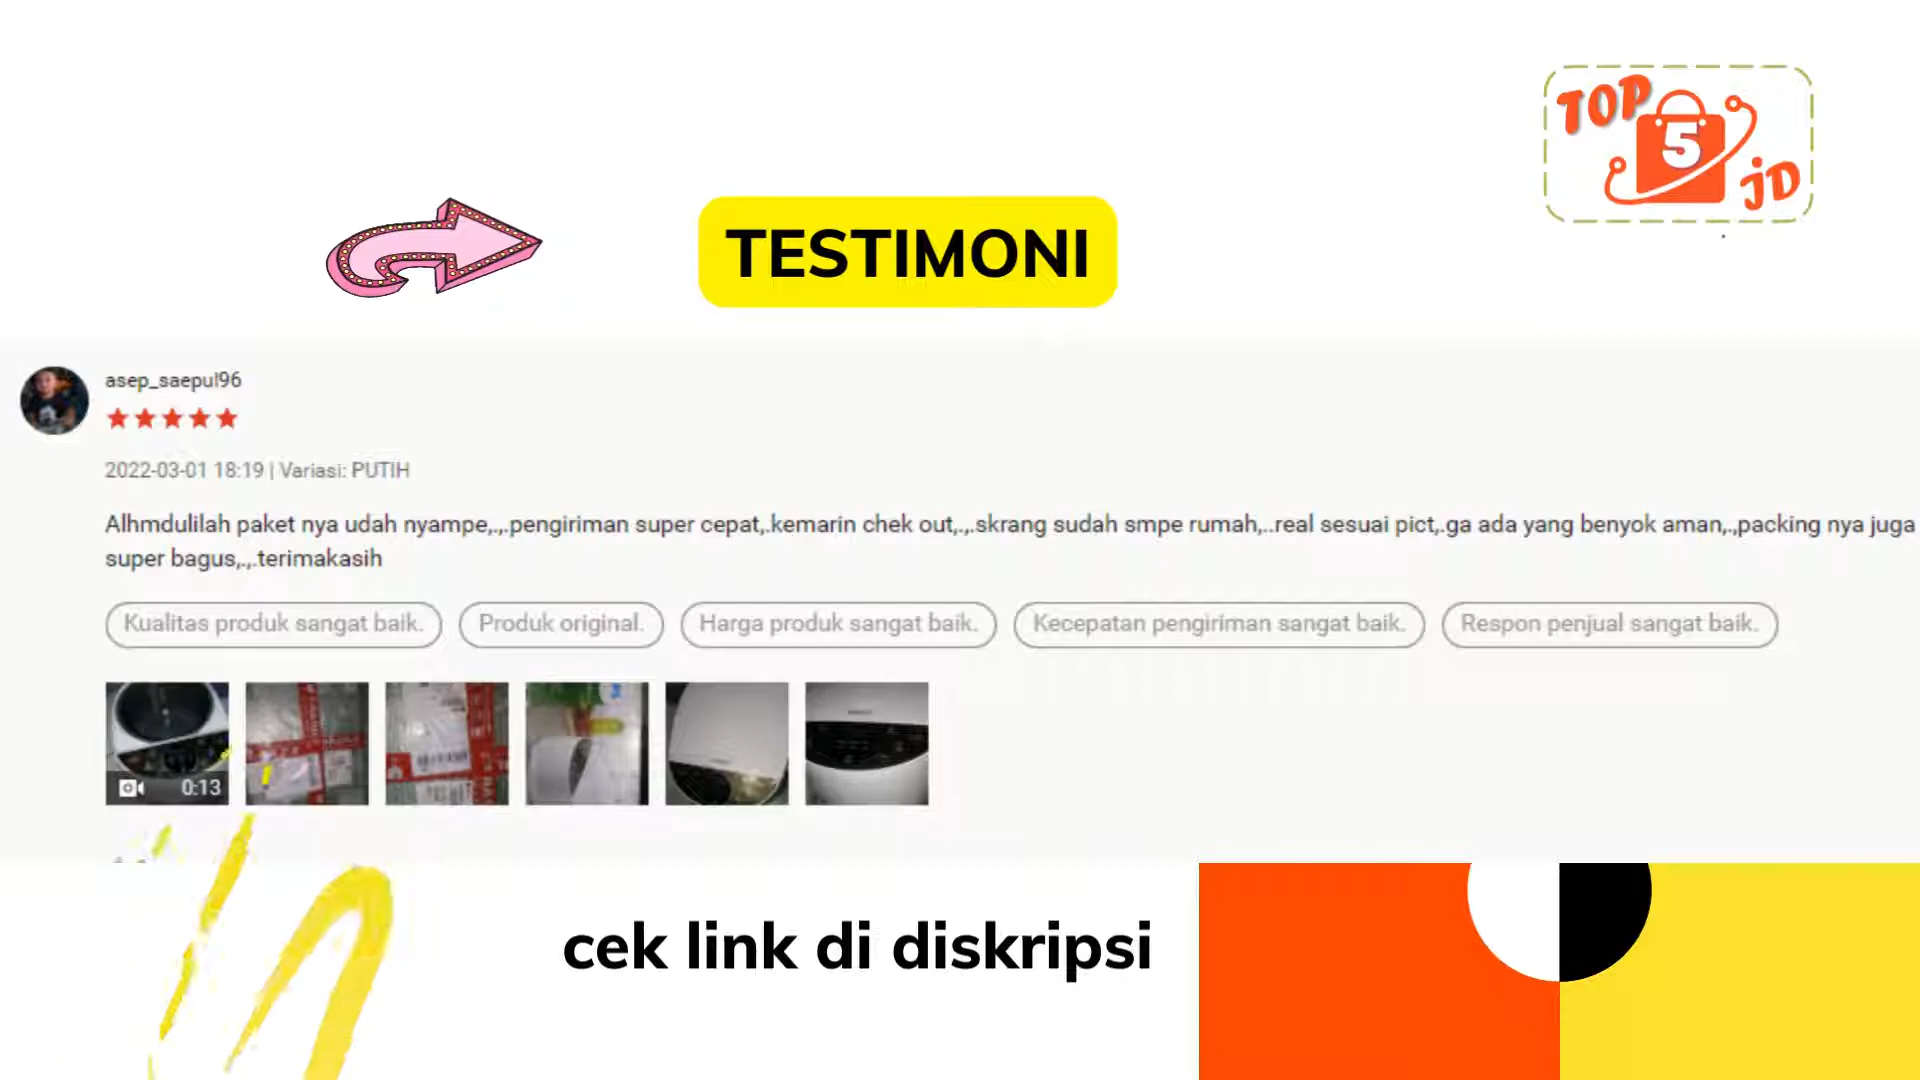 TOP
5
jD
TESTIMONI
asep_saepul96
2022-03-01 18:19 | Variasi: PUTIH
Alhmdulilah paket nya udah nyampe,.,.pengiriman super cepat,.kemarin chek out,.,.skrang sudah smpe rumah,..real sesuai pict,.ga ada yang benyok aman,.,packing nya juga
super bagus,.,.terimakasih
Kualitas produk sangat baik.
Produk original.
Harga produk sangat baik.
Kecepatan pengiriman sangat baik.
Respon penjual sangat baik.
0:13
cek link di diskripsi